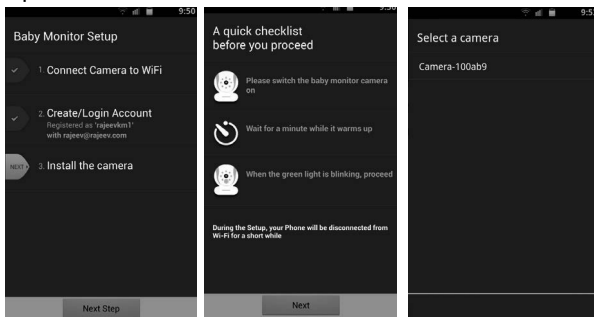 9:50
Baby Monitor Setup
1. Connect Camera to WiFi
2. Create/Login Account
Registered as 'rajeevkm1'
with rajeev@rajeev.com
NEXT
3. Install the camera
Next Step
A quick checklist
before you proceed
Please switch the baby monitor camera
on
Wait for a minute while it warms up
When the green light is blinking, proceed
During the Setup, your Phone will be disconnected from
Wi-Fi for a short while
Next
Select a camera
Camera-100ab9